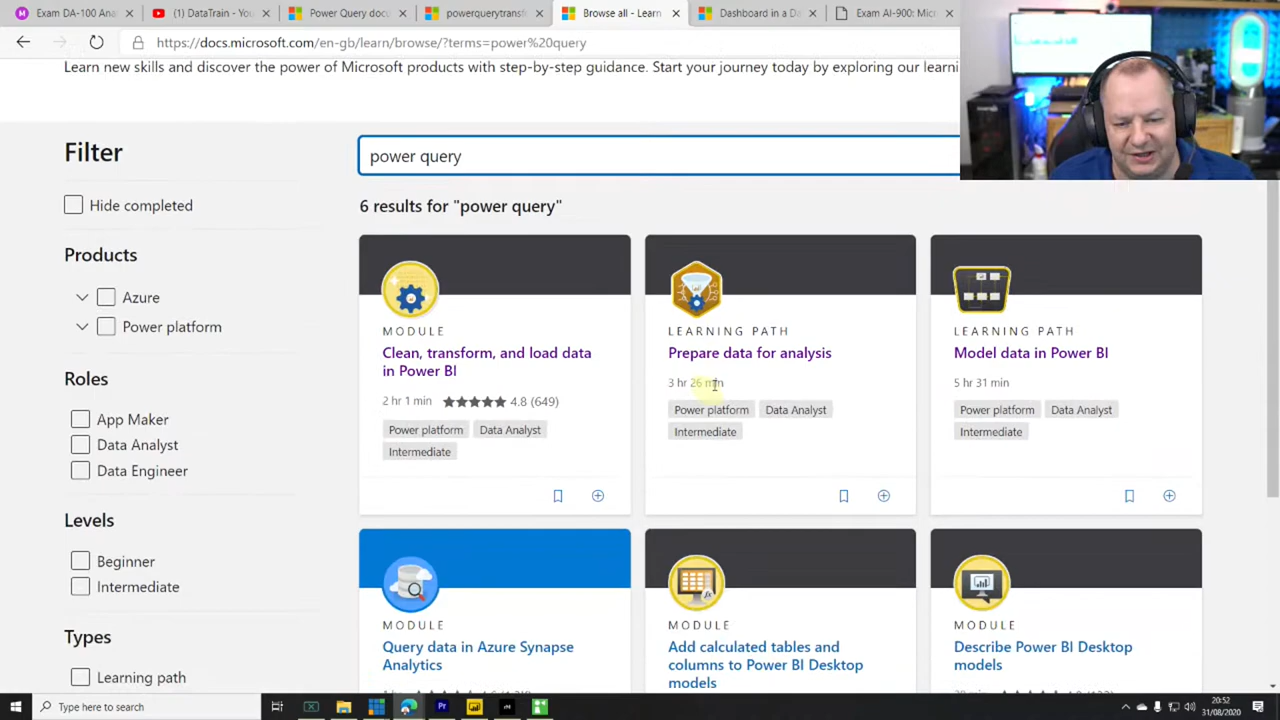 Exam DA-100 Anal
(1) DataTrain - You
Power Query docu
powerquerytransf
Browse all - Learn
Dashboard in a D
Exam AI-900: Mic
https://docs.microsoft.com/en-gb/learn/browse/?terms=power%20query
Learn new skills and discover the power of Microsoft products with step-by-step guidance. Start your journey today by exploring our learni
Filter
power query
Hide completed
6 results for "power query"
Products
Azure
Power platform
Roles
App Maker
Data Analyst
Data Engineer
Levels
Beginner
Intermediate
Types
Learning path
MODULE
Clean, transform, and load data
in Power BI
2 hr 1 min 4.8 (649)
Power platform Data Analyst
Intermediate
LEARNING PATH
Prepare data for analysis
3 hr 26 min
Power platform Data Analyst
Intermediate
LEARNING PATH
Model data in Power BI
5 hr 31 min
Power platform Data Analyst
Intermediate
MODULE
Query data in Azure Synapse
Analytics
MODULE
Add calculated tables and
columns to Power BI Desktop
models
MODULE
Describe Power BI Desktop
models
Type here to search
20:52
31/08/2020